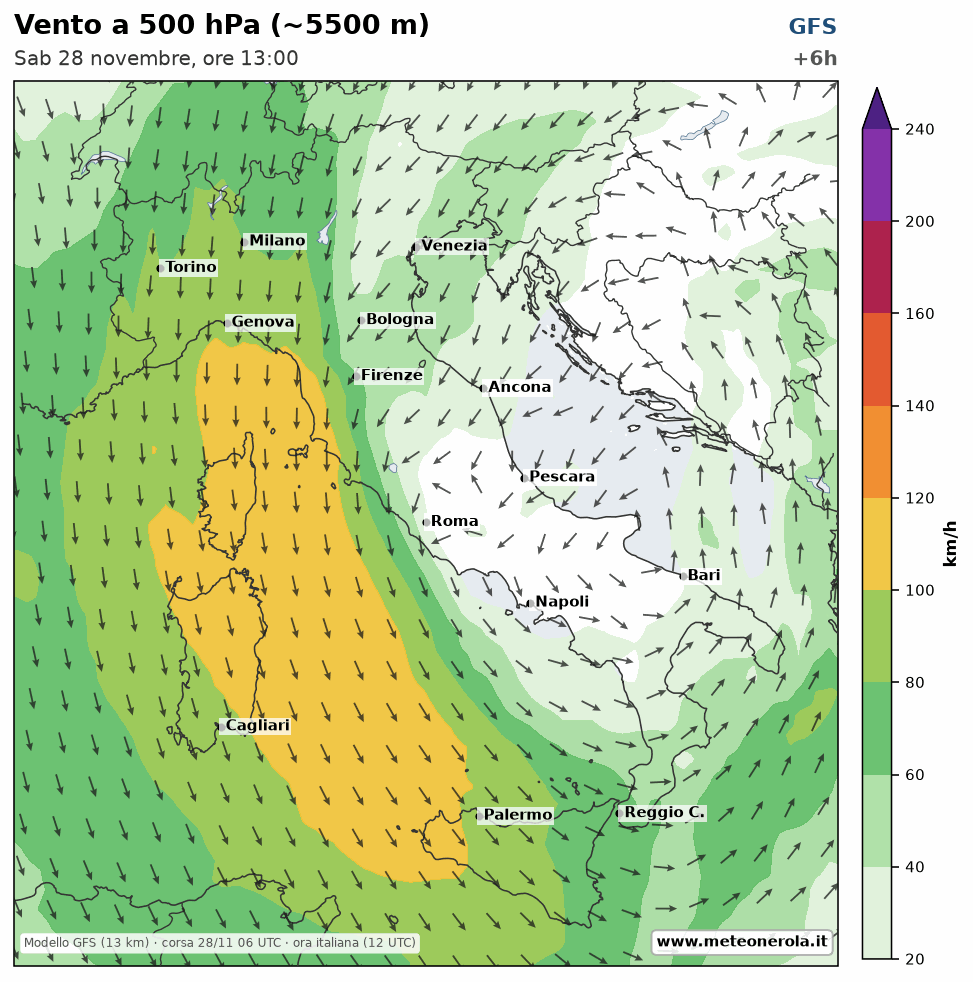 Vento a 500 hPa (~5500 m)
GFS
Sab 28 novembre, ore 13:00
+6h
240
220
200
160
140
120
100
80
60
40
20
km/h
Milano
Venezia
Torino
Genova
Bologna
Firenze
Ancona
Pescara
Roma
Bari
Napoli
Cagliari
Palermo
Reggio C.
Modello GFS (13 km) · corsa 28/11 06 UTC · ora italiana (12 UTC)
www.meteonerola.it